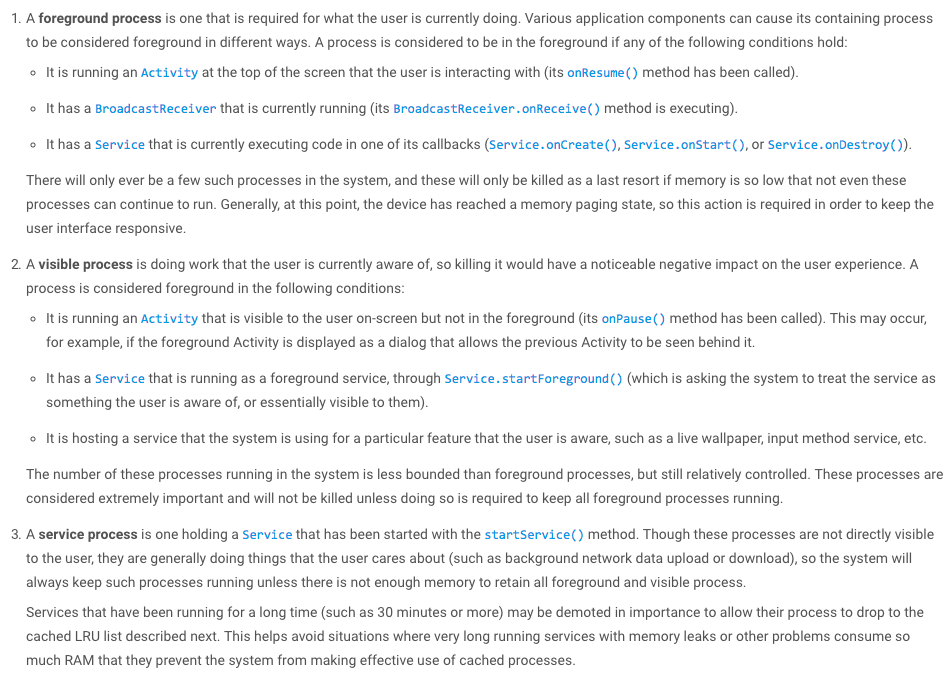 1. A foreground process is one that is required for what the user is currently doing. Various application components can cause its containing process
to be considered foreground in different ways. A process is considered to be in the foreground if any of the following conditions hold:
○ It is running an Activity at the top of the screen that the user is interacting with (its onResume() method has been called).
○ It has a BroadcastReceiver that is currently running (its BroadcastReceiver.onReceive() method is executing).
○ It has a Service that is currently executing code in one of its callbacks (Service.onCreate(), Service.onStart(), or Service.onDestroy()).
There will only ever be a few such processes in the system, and these will only be killed as a last resort if memory is so low that not even these
processes can continue to run. Generally, at this point, the device has reached a memory paging state, so this action is required in order to keep the
user interface responsive.
2. A visible process is doing work that the user is currently aware of, so killing it would have a noticeable negative impact on the user experience. A
process is considered foreground in the following conditions:
○ It is running an Activity that is visible to the user on-screen but not in the foreground (its onPause() method has been called). This may occur,
for example, if the foreground Activity is displayed as a dialog that allows the previous Activity to be seen behind it.
○ It has a Service that is running as a foreground service, through Service.startForeground() (which is asking the system to treat the service as
something the user is aware of, or essentially visible to them).
○ It is hosting a service that the system is using for a particular feature that the user is aware, such as a live wallpaper, input method service, etc.
The number of these processes running in the system is less bounded than foreground processes, but still relatively controlled. These processes are
considered extremely important and will not be killed unless doing so is required to keep all foreground processes running.
3. A service process is one holding a Service that has been started with the startService() method. Though these processes are not directly visible
to the user, they are generally doing things that the user cares about (such as background network data upload or download), so the system will
always keep such processes running unless there is not enough memory to retain all foreground and visible process.
Services that have been running for a long time (such as 30 minutes or more) may be demoted in importance to allow their process to drop to the
cached LRU list described next. This helps avoid situations where very long running services with memory leaks or other problems consume so
much RAM that they prevent the system from making effective use of cached processes.